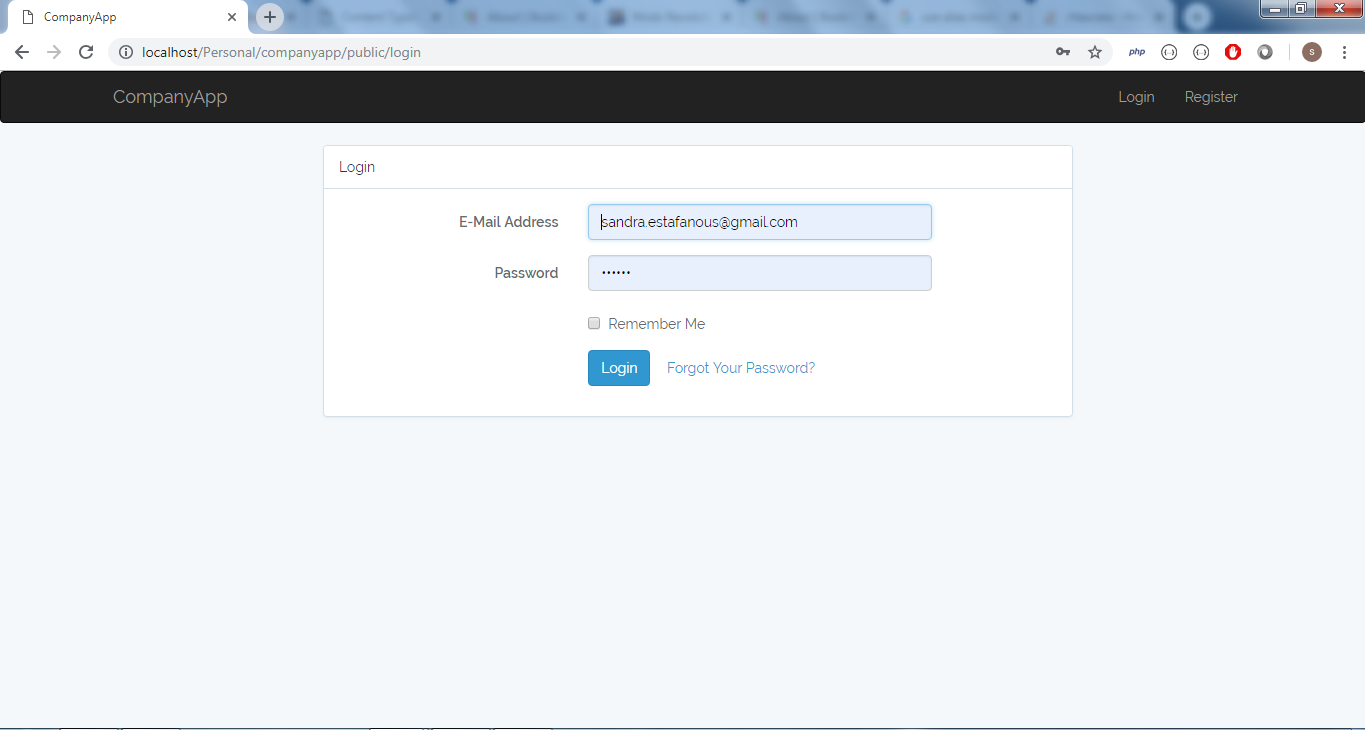 CompanyApp
localhost/Personal/companyapp/public/login
php
S
CompanyApp
Login
Register
Login
E-Mail Address
sandra.estafanous@gmail.com
Password
••••••
Remember Me
Login
Forgot Your Password?